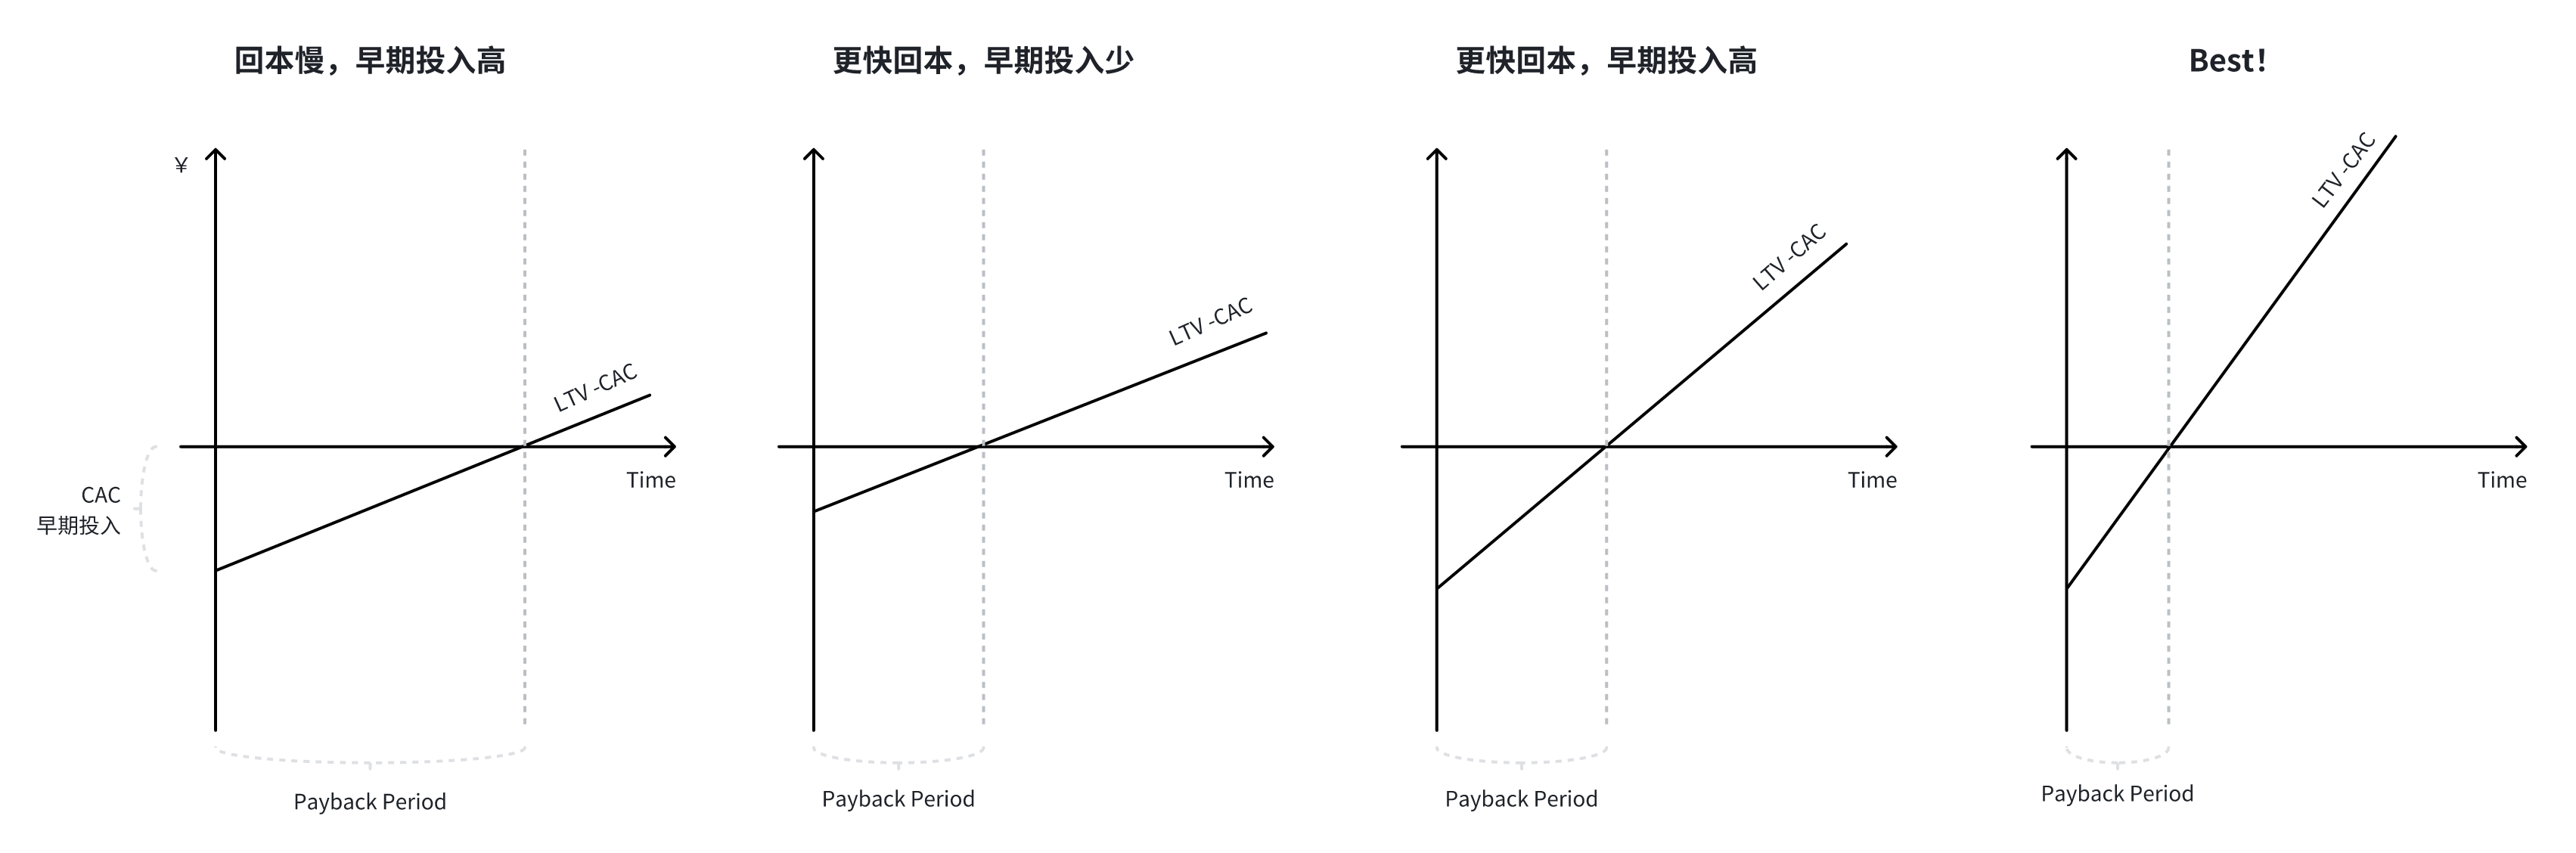 回本慢，早期投入高
¥
LTV -CAC
Time
CAC
早期投入
Payback Period
更快回本，早期投入少
LTV -CAC
Time
Payback Period
更快回本，早期投入高
LTV -CAC
Time
Payback Period
Best!
LTV -CAC
Time
Payback Period